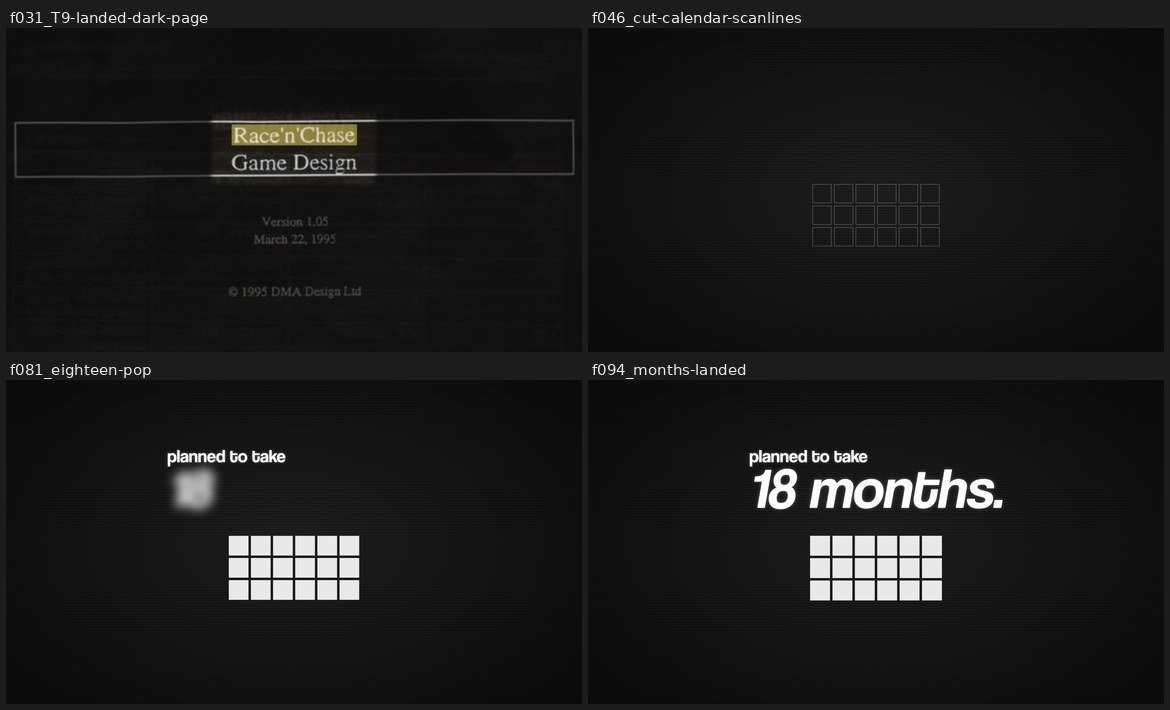 f031_T9-landed-dark-page
Race'n'Chase
Game Design
Version 1.05
March 22, 1995
© 1995 DMA Design Ltd
f046_cut-calendar-scanlines
f081_eighteen-pop
planned to take
18
f094_months-landed
planned to take
18 months.